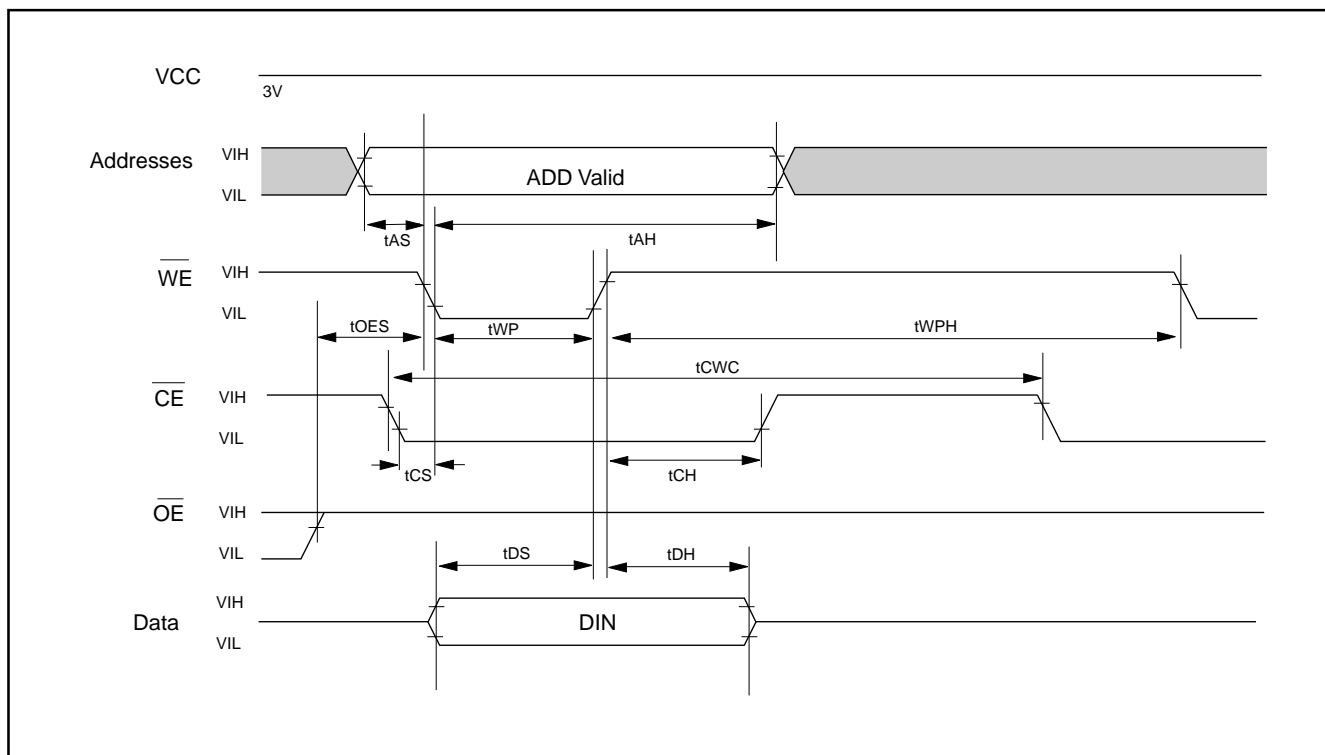 VCC
3V
Addresses
VIH
ADD Valid
VIL
tAS
tAH
WE
VIH
VIL
tOES
tWP
tWPH
tCWC
CE
VIH
VIL
tCS
tCH
OE
VIH
VIL
tDS
tDH
VIH
Data
DIN
VIL